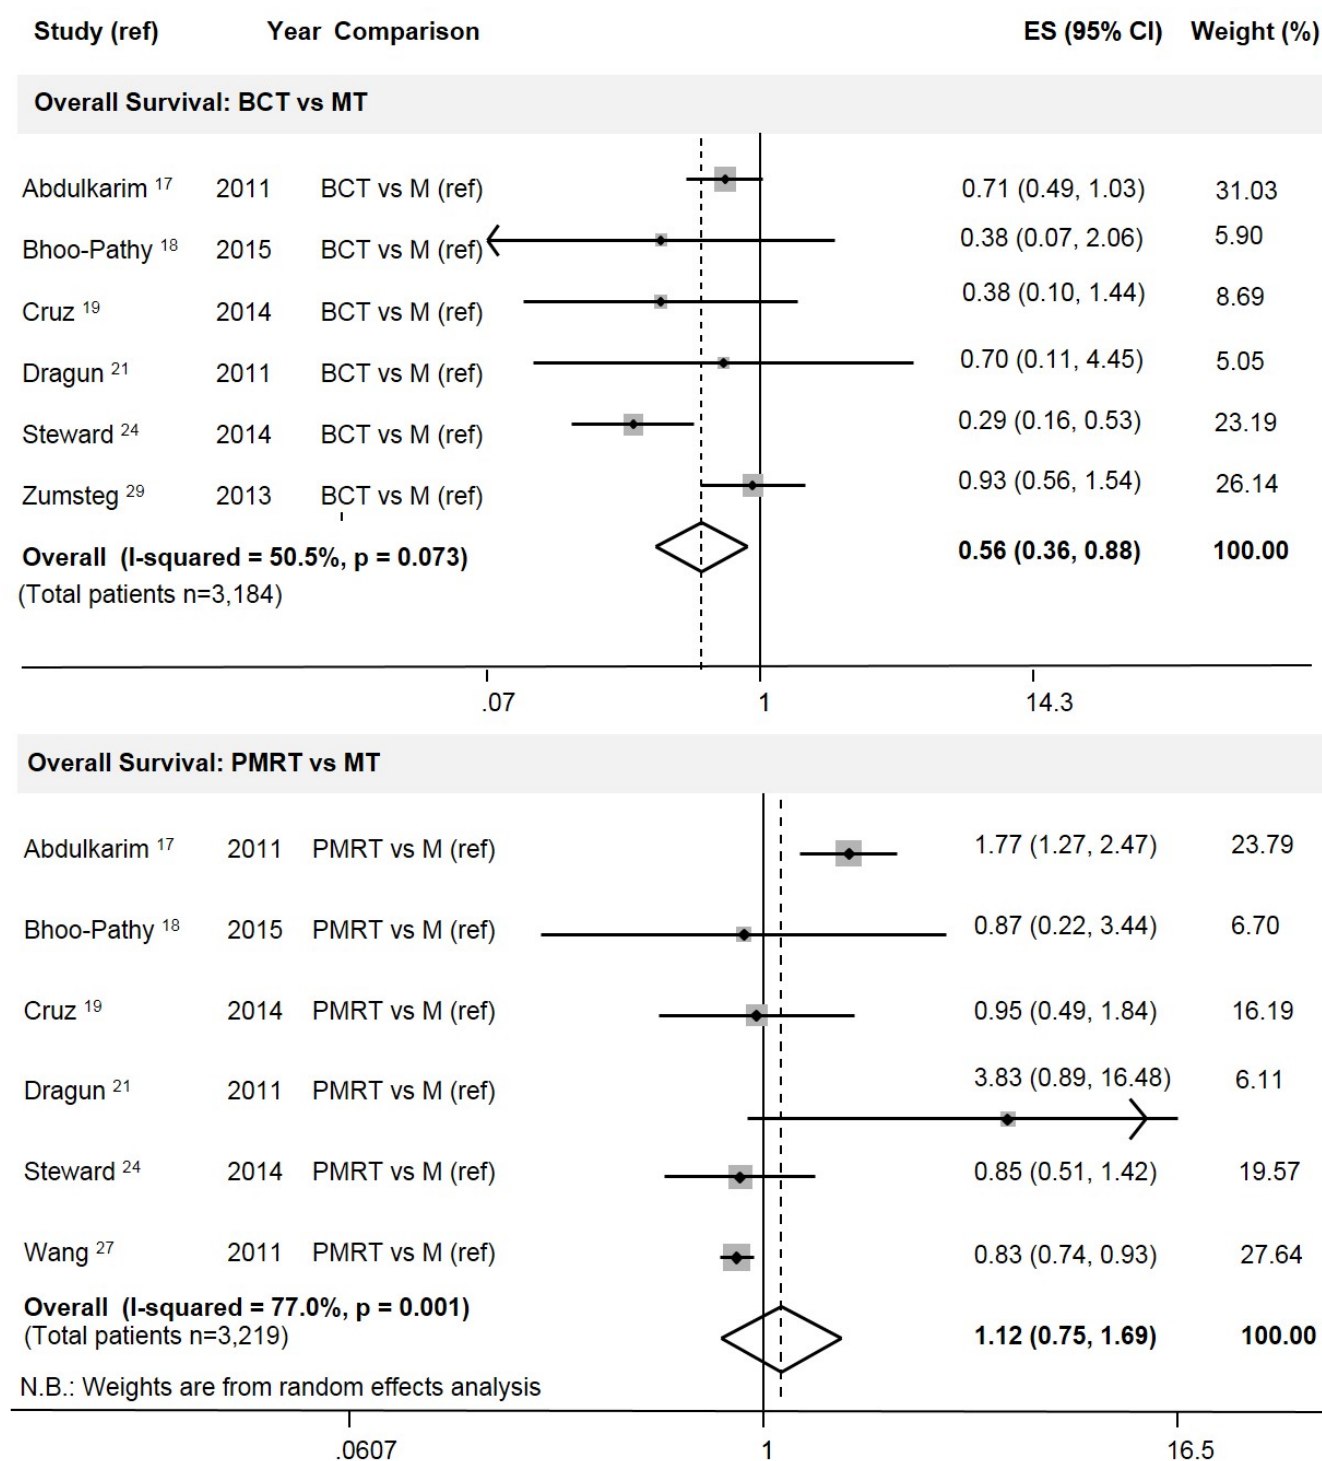 Study (ref) Year Comparison ES (95% CI) Weight (%)
Overall Survival: BCT vs MT
Abdulkarim 17 2011 BCT vs M (ref) 0.71 (0.49, 1.03) 31.03
Bhoo-Pathy 18 2015 BCT vs M (ref) 0.38 (0.07, 2.06) 5.90
Cruz 19 2014 BCT vs M (ref) 0.38 (0.10, 1.44) 8.69
Dragun 21 2011 BCT vs M (ref) 0.70 (0.11, 4.45) 5.05
Steward 24 2014 BCT vs M (ref) 0.29 (0.16, 0.53) 23.19
Zumsteg 29 2013 BCT vs M (ref) 0.93 (0.56, 1.54) 26.14
Overall (I-squared = 50.5%, p = 0.073) 0.56 (0.36, 0.88) 100.00
(Total patients n=3,184)
.07 1 14.3
Overall Survival: PMRT vs MT
Abdulkarim 17 2011 PMRT vs M (ref) 1.77 (1.27, 2.47) 23.79
Bhoo-Pathy 18 2015 PMRT vs M (ref) 0.87 (0.22, 3.44) 6.70
Cruz 19 2014 PMRT vs M (ref) 0.95 (0.49, 1.84) 16.19
Dragun 21 2011 PMRT vs M (ref) 3.83 (0.89, 16.48) 6.11
Steward 24 2014 PMRT vs M (ref) 0.85 (0.51, 1.42) 19.57
Wang 27 2011 PMRT vs M (ref) 0.83 (0.74, 0.93) 27.64
Overall (I-squared = 77.0%, p = 0.001)
(Total patients n=3,219) 1.12 (0.75, 1.69) 100.00
N.B.: Weights are from random effects analysis
.0607 1 16.5